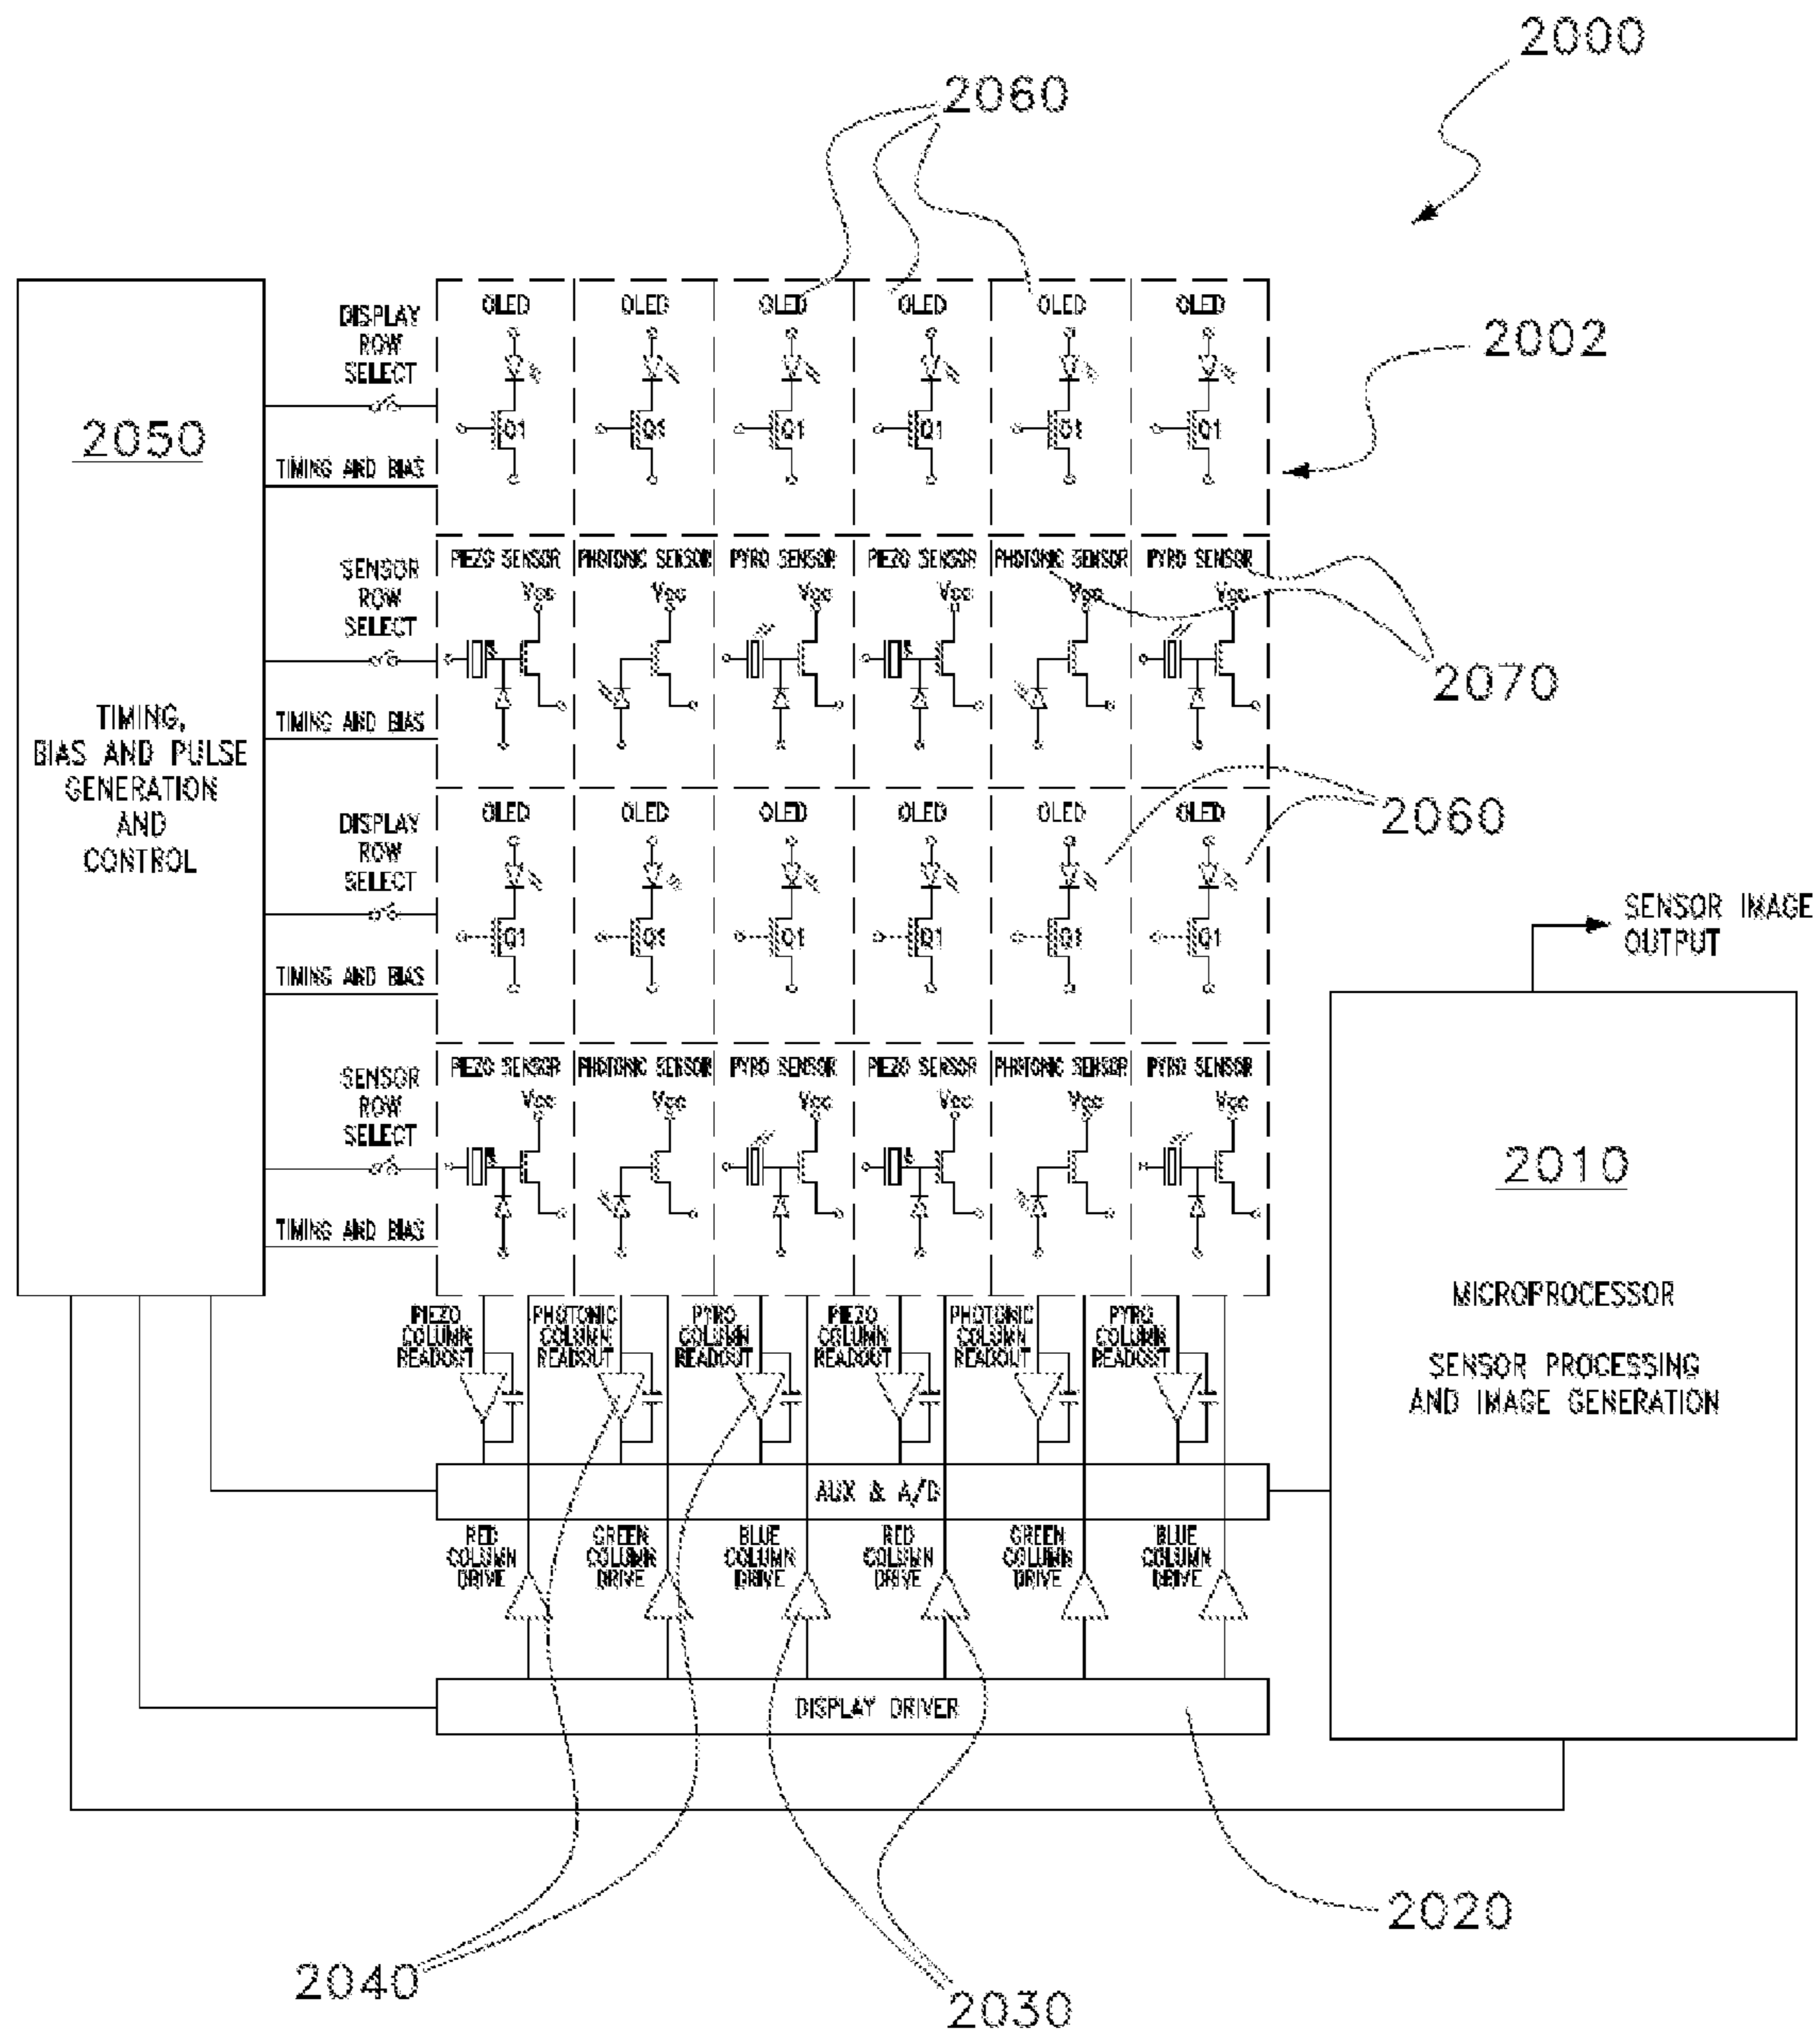 2000
2060
OLED OLED OLED OLED OLED OLED
DISPLAY
ROW
SELECT
2002
2050
Q1 Q1 Q1 Q1 Q1 Q1
TIMING AND BIAS
PIEZO SENSOR PHOTONIC SENSOR PYRO SENSOR PIEZO SENSOR PHOTONIC SENSOR PYRO SENSOR
SENSOR
ROW
SELECT
Vcc Vcc Vcc Vcc Vcc Vcc
2070
TIMING AND BIAS
TIMING,
BIAS AND PULSE
GENERATION
AND
CONTROL
OLED OLED OLED OLED OLED OLED
DISPLAY
ROW
SELECT
2060
Q1 Q1 Q1 Q1 Q1 Q1
TIMING AND BIAS
SENSOR IMAGE
OUTPUT
PIEZO SENSOR PHOTONIC SENSOR PYRO SENSOR PIEZO SENSOR PHOTONIC SENSOR PYRO SENSOR
SENSOR
ROW
SELECT
Vcc Vcc Vcc Vcc Vcc Vcc
TIMING AND BIAS
2010
MICROPROCESSOR
SENSOR PROCESSING
AND IMAGE GENERATION
PIEZO PHOTONIC PYRO PIEZO PHOTONIC PYRO
COLUMN COLUMN COLUMN COLUMN COLUMN COLUMN
READOUT READOUT READOUT READOUT READOUT READOUT
AUX & A/D
RED GREEN BLUE RED GREEN BLUE
COLUMN COLUMN COLUMN COLUMN COLUMN COLUMN
DRIVE DRIVE DRIVE DRIVE DRIVE DRIVE
DISPLAY DRIVER
2020
2040
2030